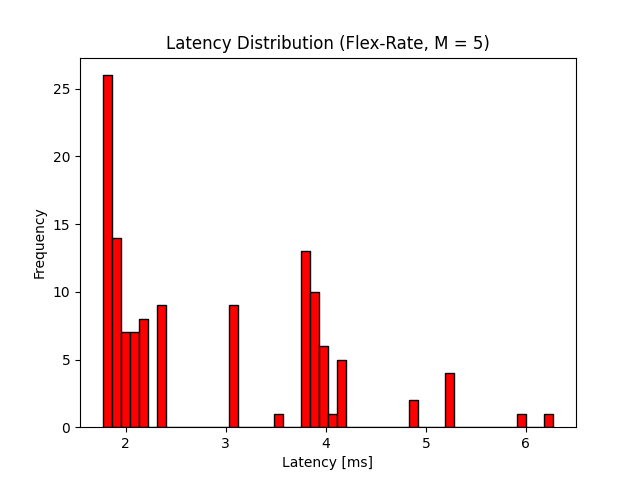 Latency Distribution (Flex-Rate, M = 5)
25
20
15
10
5
0
Frequency
2 3 4 5 6
Latency [ms]